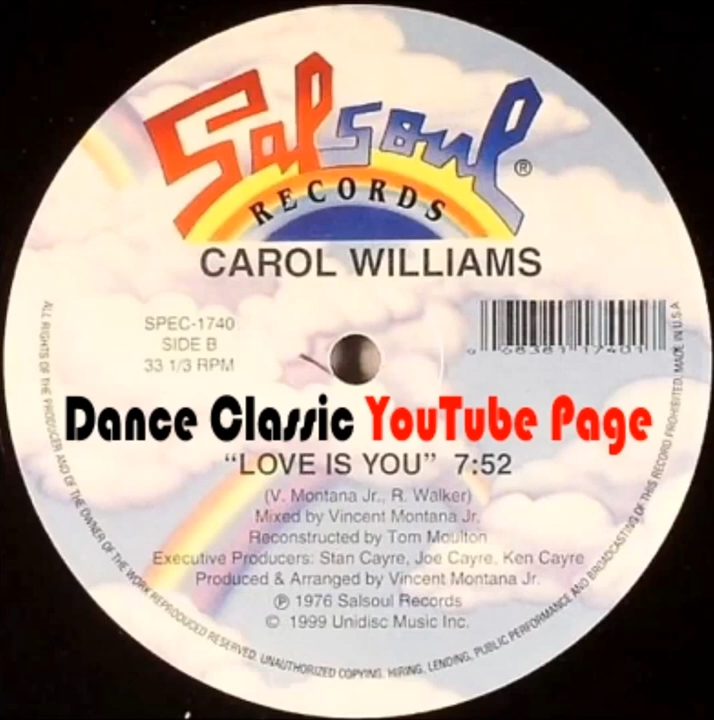 Salsoul®
RECORDS
CAROL WILLIAMS
SPEC-1740
SIDE B
33 1/3 RPM
68381 17401
Dance Classic YouTube Page
"LOVE IS YOU" 7:52
(V. Montana Jr., R. Walker)
Mixed by Vincent Montana Jr.
Reconstructed by Tom Moulton
Executive Producers: Stan Cayre, Joe Cayre, Ken Cayre
Produced & Arranged by Vincent Montana Jr.
℗ 1976 Salsoul Records
© 1999 Unidisc Music Inc.
ALL RIGHTS OF THE PRODUCER AND OF THE OWNER OF THE WORK REPRODUCED RESERVED. UNAUTHORIZED COPYING, HIRING, LENDING, PUBLIC PERFORMANCE AND BROADCASTING OF THIS RECORD PROHIBITED. MADE IN U.S.A